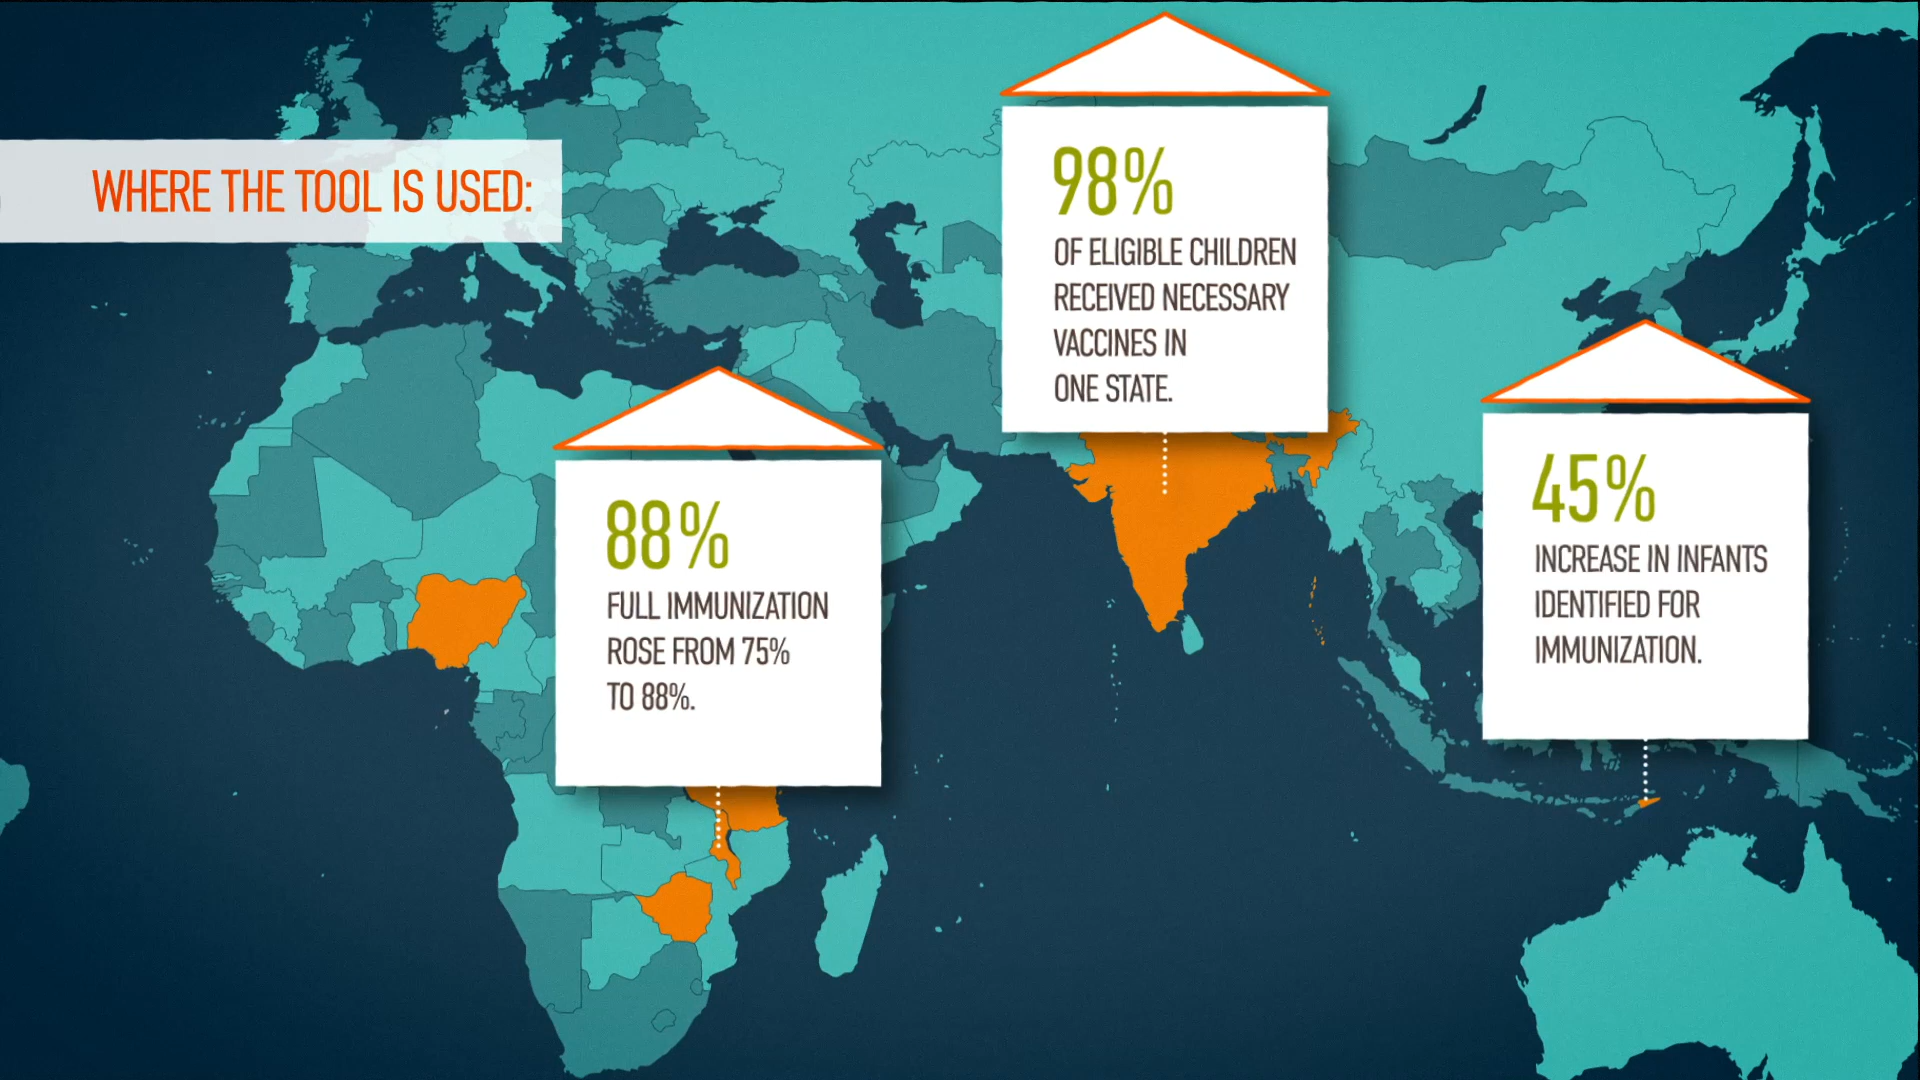 WHERE THE TOOL IS USED:
98%
OF ELIGIBLE CHILDREN
RECEIVED NECESSARY
VACCINES IN
ONE STATE.
88%
FULL IMMUNIZATION
ROSE FROM 75%
TO 88%.
45%
INCREASE IN INFANTS
IDENTIFIED FOR
IMMUNIZATION.